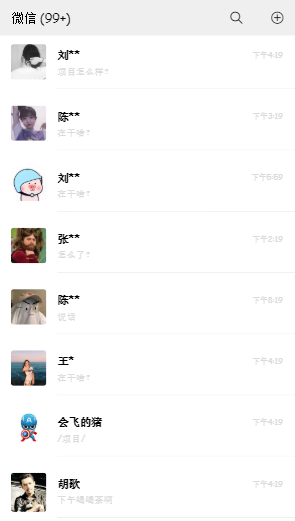 微信 (99+)
刘** 下午4:19
项目怎么样?
陈** 下午3:19
在干啥?
刘** 下午6:59
在干啥?
张** 下午2:19
怎么了?
陈** 下午8:19
说话
王* 下午4:19
在干啥?
会飞的猪 下午4:19
/项目/
胡歌 下午4:19
下午喝喝茶啊